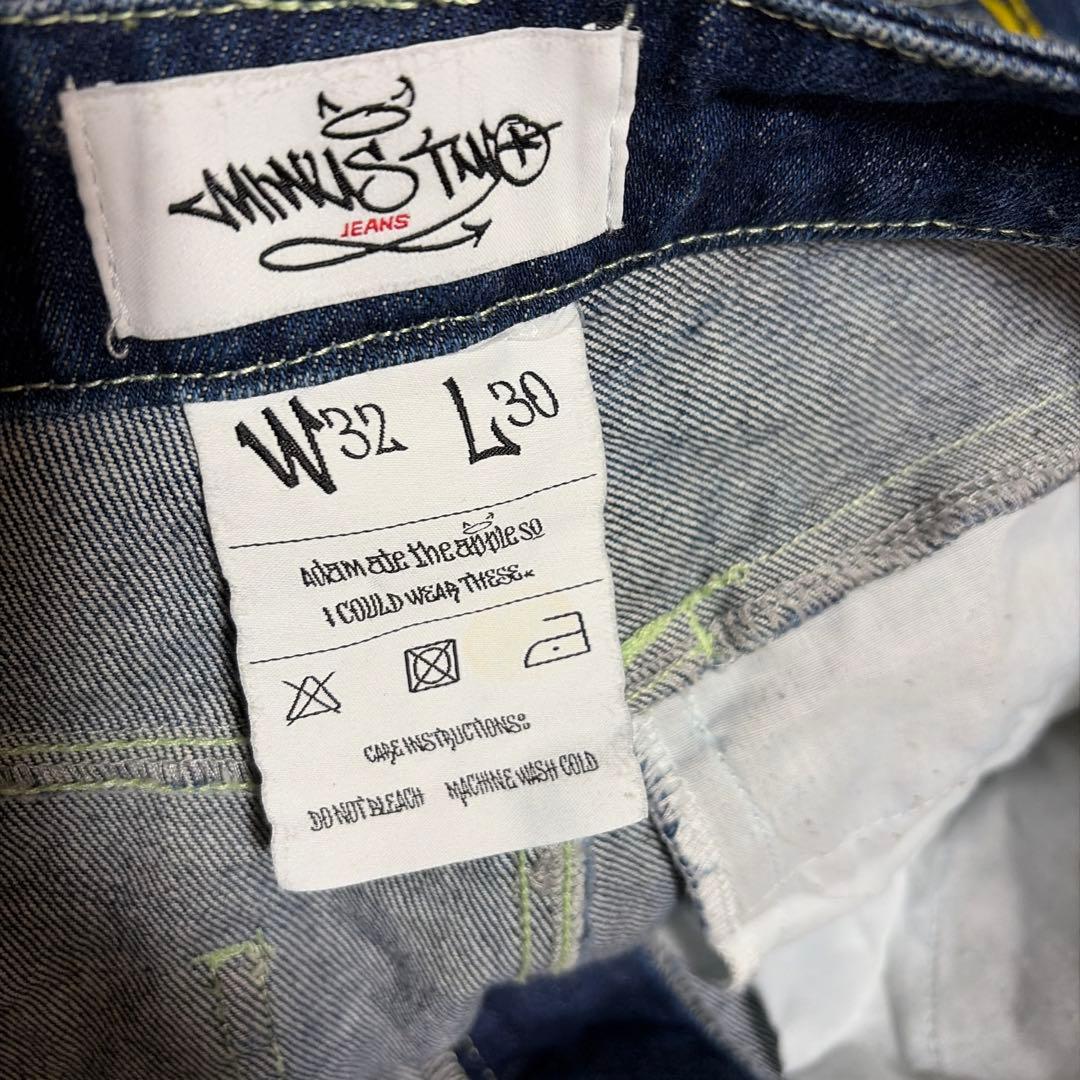 MINUS TWO
JEANS
W32 L30
Adam ate the apple so
I COULD WEAR THESE.
CARE INSTRUCTIONS:
DO NOT BLEACH MACHINE WASH COLD